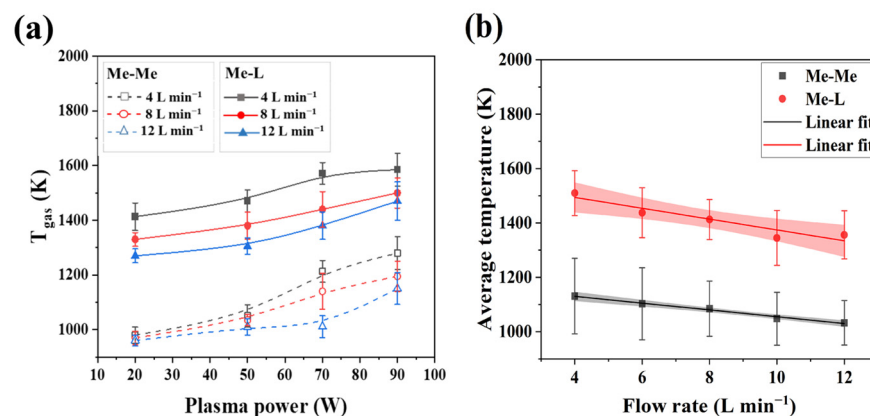 (a)
2000
1800
1600
1400
1200
1000
10 20 30 40 50 60 70 80 90 100
T_gas (K)
Plasma power (W)
Me-Me Me-L
4 L min⁻¹ 4 L min⁻¹
8 L min⁻¹ 8 L min⁻¹
12 L min⁻¹ 12 L min⁻¹
(b)
2000
1800
1600
1400
1200
1000
4 6 8 10 12
Average temperature (K)
Flow rate (L min⁻¹)
Me-Me
Me-L
Linear fit
Linear fit